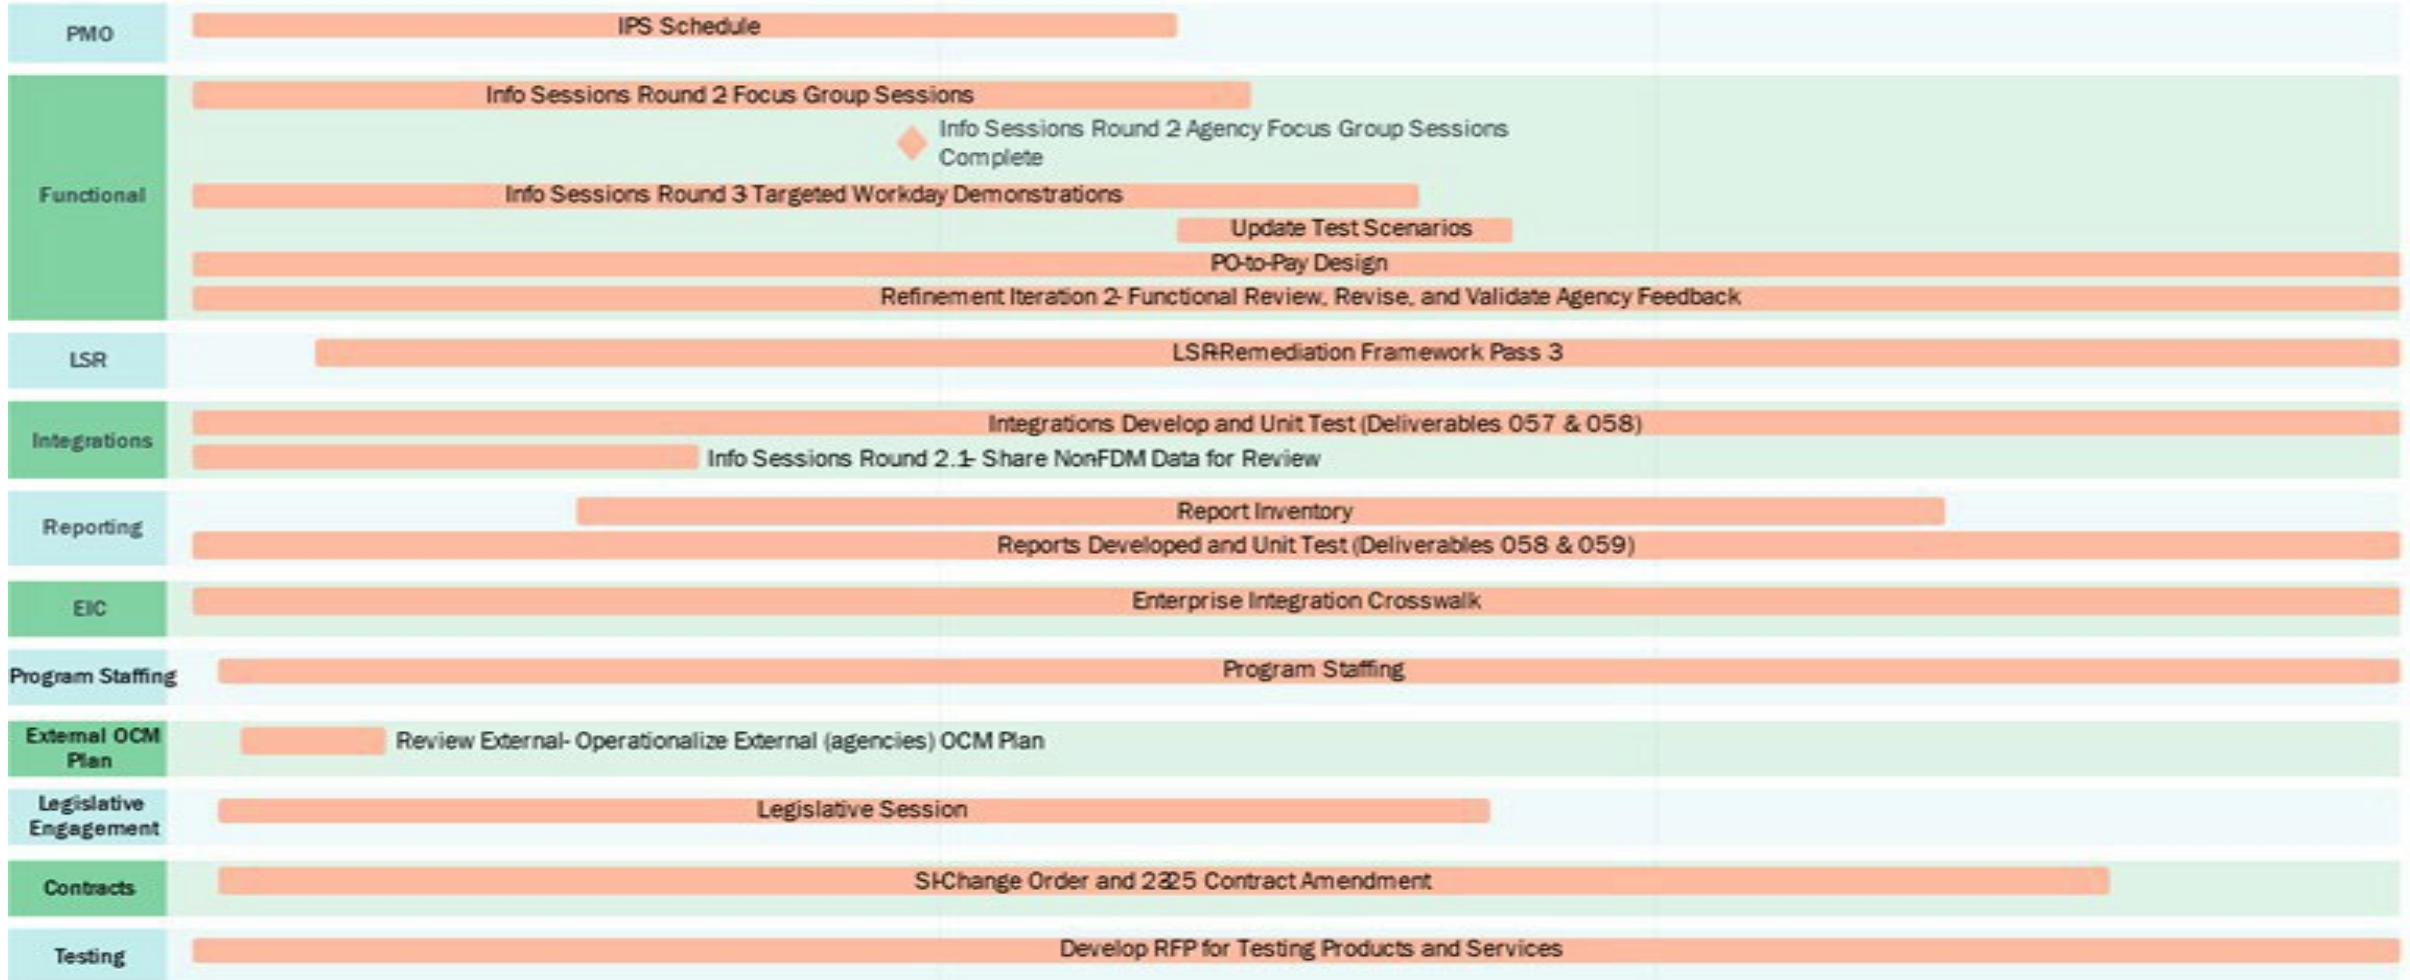 PMO
IPS Schedule
Functional
Info Sessions Round 2 Focus Group Sessions
Info Sessions Round 2 Agency Focus Group Sessions
Complete
Info Sessions Round 3 Targeted Workday Demonstrations
Update Test Scenarios
PO-to-Pay Design
Refinement Iteration 2- Functional Review, Revise, and Validate Agency Feedback
LSR
LSR-Remediation Framework Pass 3
Integrations
Integrations Develop and Unit Test (Deliverables 057 & 058)
Info Sessions Round 2.1- Share Non-FDM Data for Review
Reporting
Report Inventory
Reports Developed and Unit Test (Deliverables 058 & 059)
EIC
Enterprise Integration Crosswalk
Program Staffing
Program Staffing
External OCM
Plan
Review External- Operationalize External (agencies) OCM Plan
Legislative
Engagement
Legislative Session
Contracts
SI-Change Order and Contract Amendment
Testing
Develop RFP for Testing Products and Services